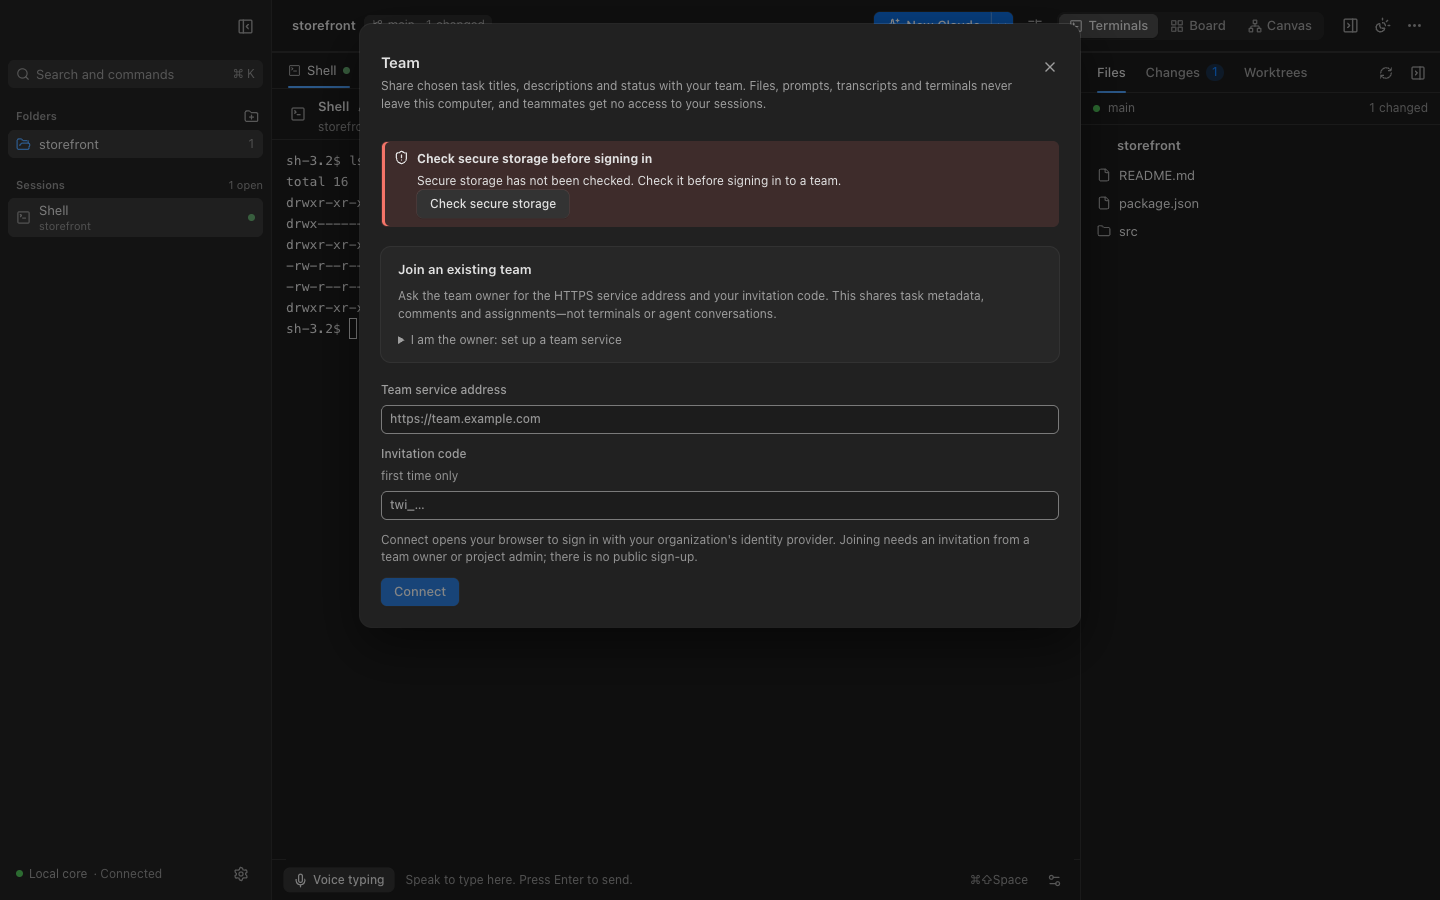 storefront
Terminals
Board
Canvas
Search and commands
⌘ K
Folders
storefront
1
Sessions
1 open
Shell
storefront
Shell
Shell
sh-3.2$
total 16
sh-3.2$
Team
Share chosen task titles, descriptions and status with your team. Files, prompts, transcripts and terminals never
leave this computer, and teammates get no access to your sessions.
Check secure storage before signing in
Secure storage has not been checked. Check it before signing in to a team.
Check secure storage
Join an existing team
Ask the team owner for the HTTPS service address and your invitation code. This shares task metadata,
comments and assignments—not terminals or agent conversations.
I am the owner: set up a team service
Team service address
https://team.example.com
Invitation code
first time only
twi_...
Connect opens your browser to sign in with your organization's identity provider. Joining needs an invitation from a
team owner or project admin; there is no public sign-up.
Connect
Files
Changes
1
Worktrees
main
1 changed
storefront
README.md
package.json
src
Local core · Connected
Voice typing
Speak to type here. Press Enter to send.
⌘⇧Space